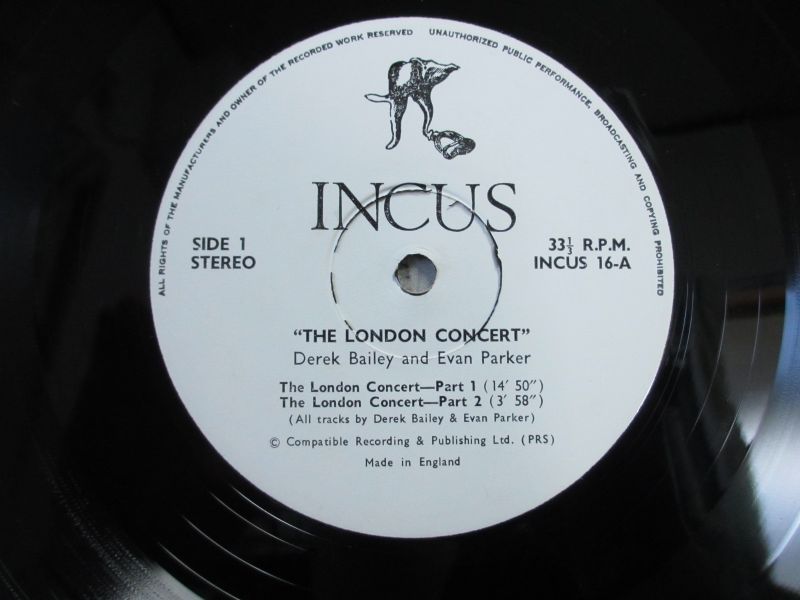 ALL RIGHTS OF THE MANUFACTURERS AND OWNER OF THE RECORDED WORK RESERVED
UNAUTHORIZED PUBLIC PERFORMANCE, BROADCASTING AND COPYING PROHIBITED
INCUS
SIDE 1
STEREO
33⅓ R.P.M.
INCUS 16-A
“THE LONDON CONCERT”
Derek Bailey and Evan Parker
The London Concert—Part 1 (14′ 50″)
The London Concert—Part 2 (3′ 58″)
(All tracks by Derek Bailey & Evan Parker)
© Compatible Recording & Publishing Ltd. (PRS)
Made in England